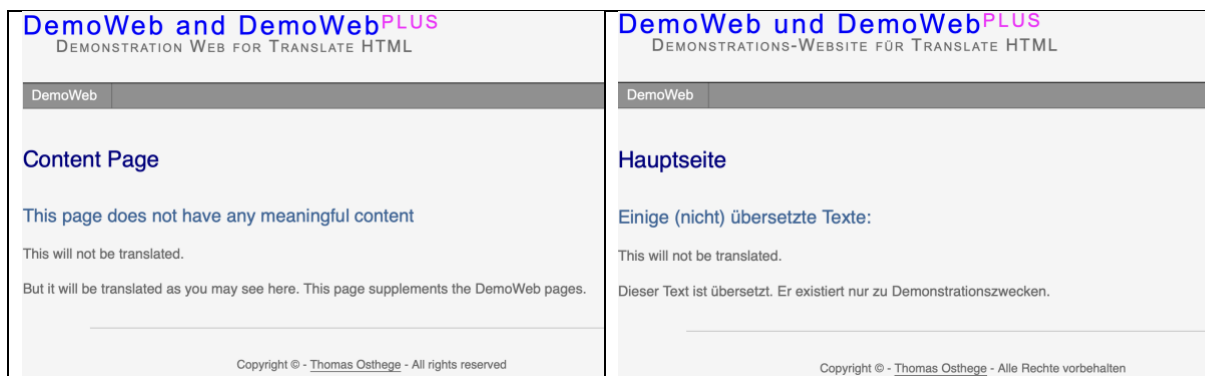 DemoWeb and DemoWebPLUS
DEMONSTRATION WEB FOR TRANSLATE HTML
DemoWeb
Content Page
This page does not have any meaningful content
This will not be translated.
But it will be translated as you may see here. This page supplements the DemoWeb pages.
Copyright © - Thomas Osthege - All rights reserved
DemoWeb und DemoWebPLUS
DEMONSTRATIONS-WEBSITE FÜR TRANSLATE HTML
DemoWeb
Hauptseite
Einige (nicht) übersetzte Texte:
This will not be translated.
Dieser Text ist übersetzt. Er existiert nur zu Demonstrationszwecken.
Copyright © - Thomas Osthege - Alle Rechte vorbehalten